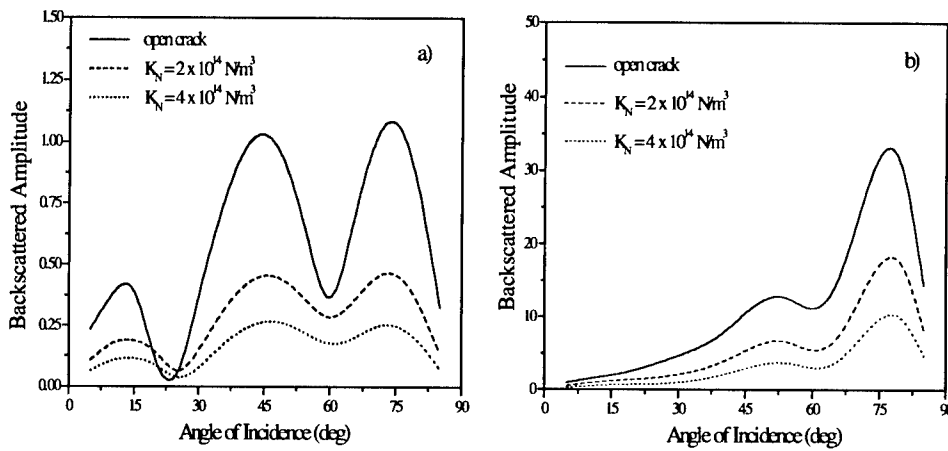 1.50
1.25
1.00
0.75
0.50
0.25
0.00
0 15 30 45 60 75 90
Backscattered Amplitude
Angle of Incidence (deg)
open crack
K_N = 2 x 10^14 N/m^3
K_N = 4 x 10^14 N/m^3
a)
50
40
30
20
10
0
0 15 30 45 60 75 90
Backscattered Amplitude
Angle of Incidence (deg)
open crack
K_N = 2 x 10^14 N/m^3
K_N = 4 x 10^14 N/m^3
b)